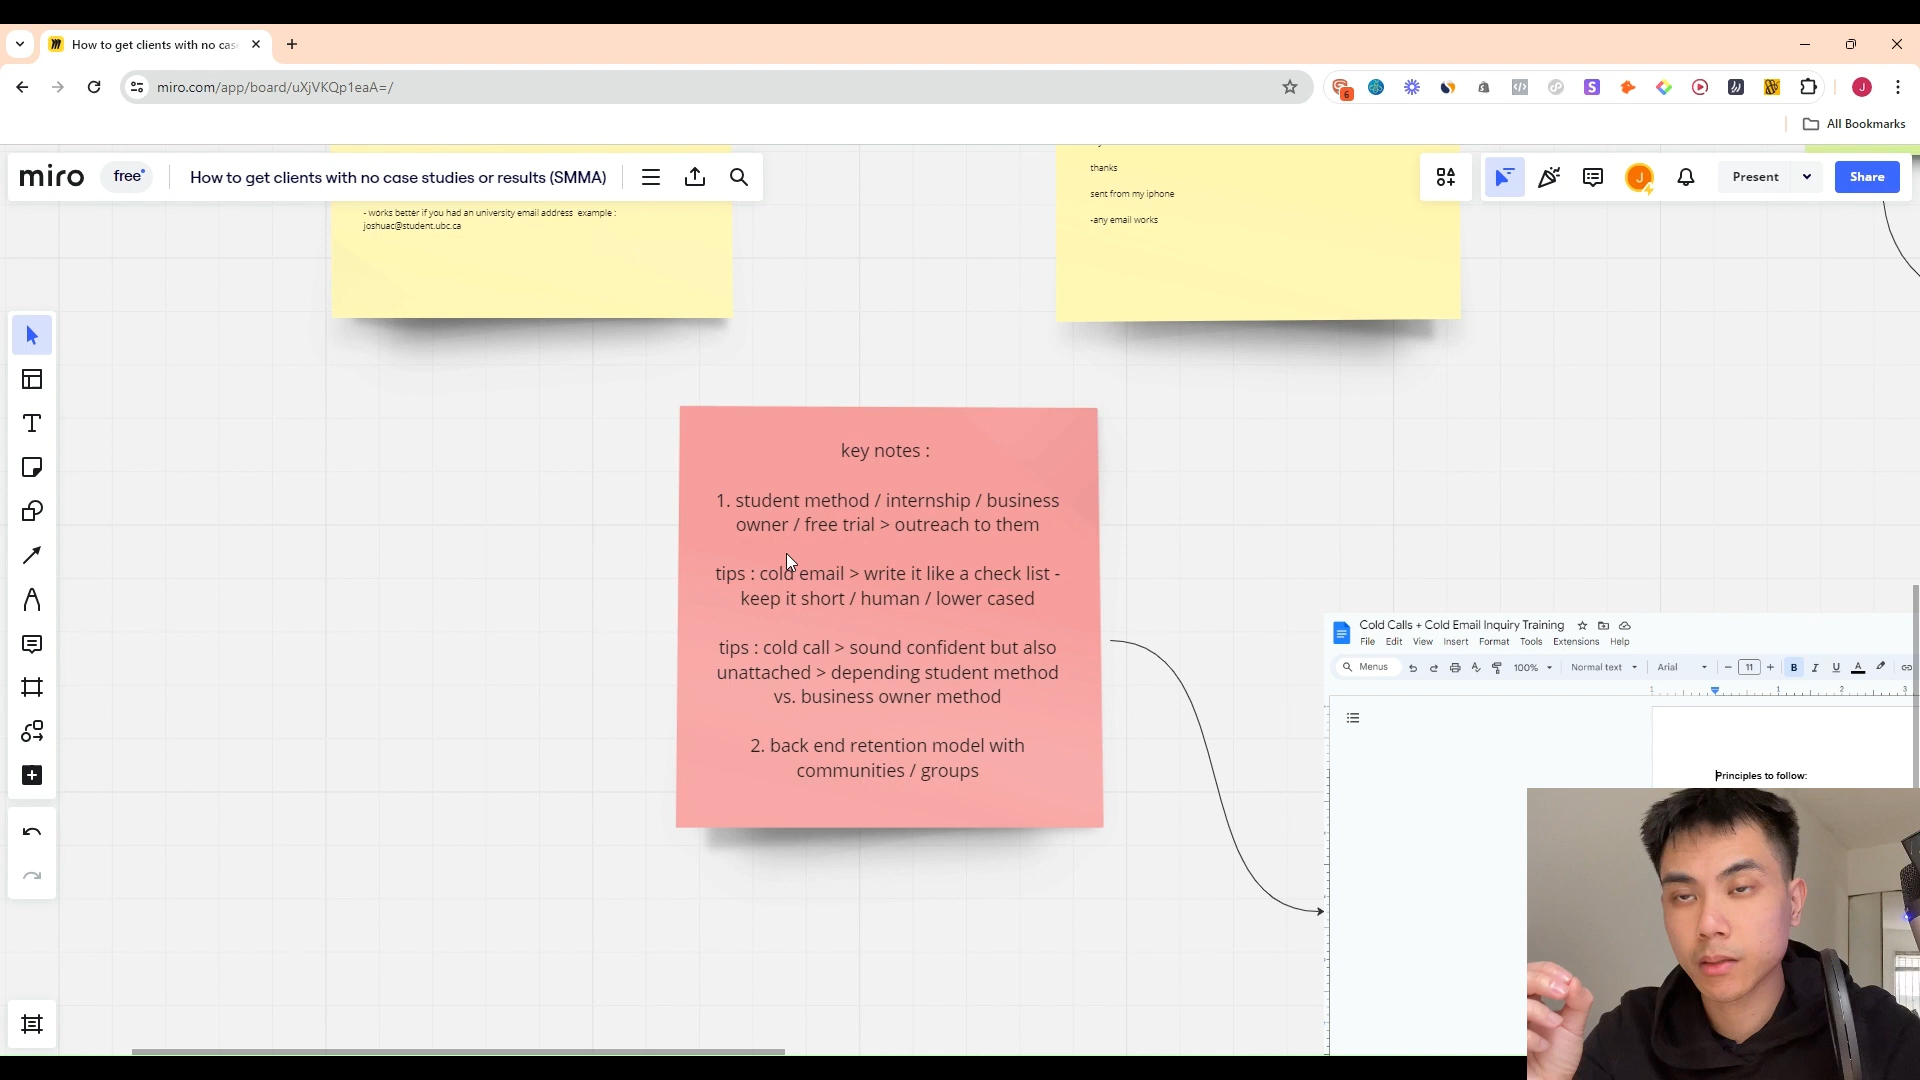 How to get clients with no cas
miro.com/app/board/uXjVKQp1eaA=/
6
J
All Bookmarks
miro
free
How to get clients with no case studies or results (SMMA)
J
Present
Share
- works better if you had an university email address  example :
joshuac@student.ubc.ca
thanks
sent from my iphone
-any email works
key notes :
1. student method / internship / business
owner / free trial > outreach to them
tips : cold email > write it like a check list -
keep it short / human / lower cased
tips : cold call > sound confident but also
unattached > depending student method
vs. business owner method
2. back end retention model with
communities / groups
Cold Calls + Cold Email Inquiry Training
File Edit View Insert Format Tools Extensions Help
Menus 100% Normal text Arial 11 B I U A
1 1 2 3
Principles to follow: